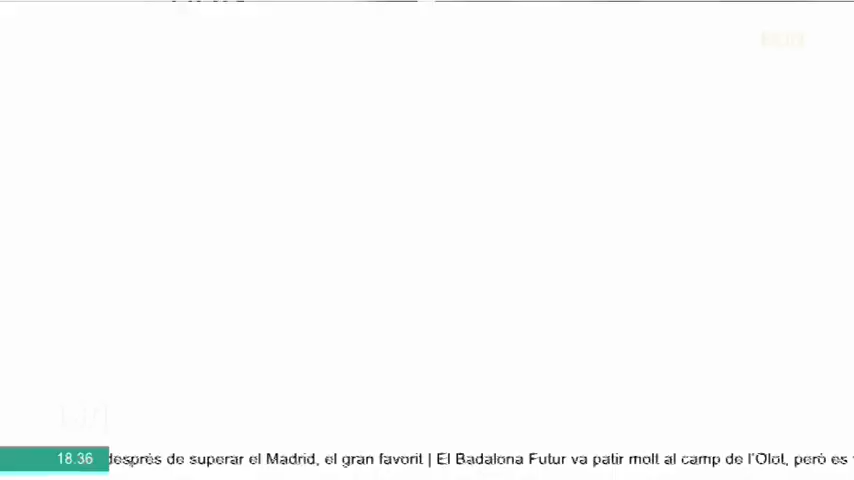 18.36 després de superar el Madrid, el gran favorit | El Badalona Futur va patir molt al camp de l'Olot, però es